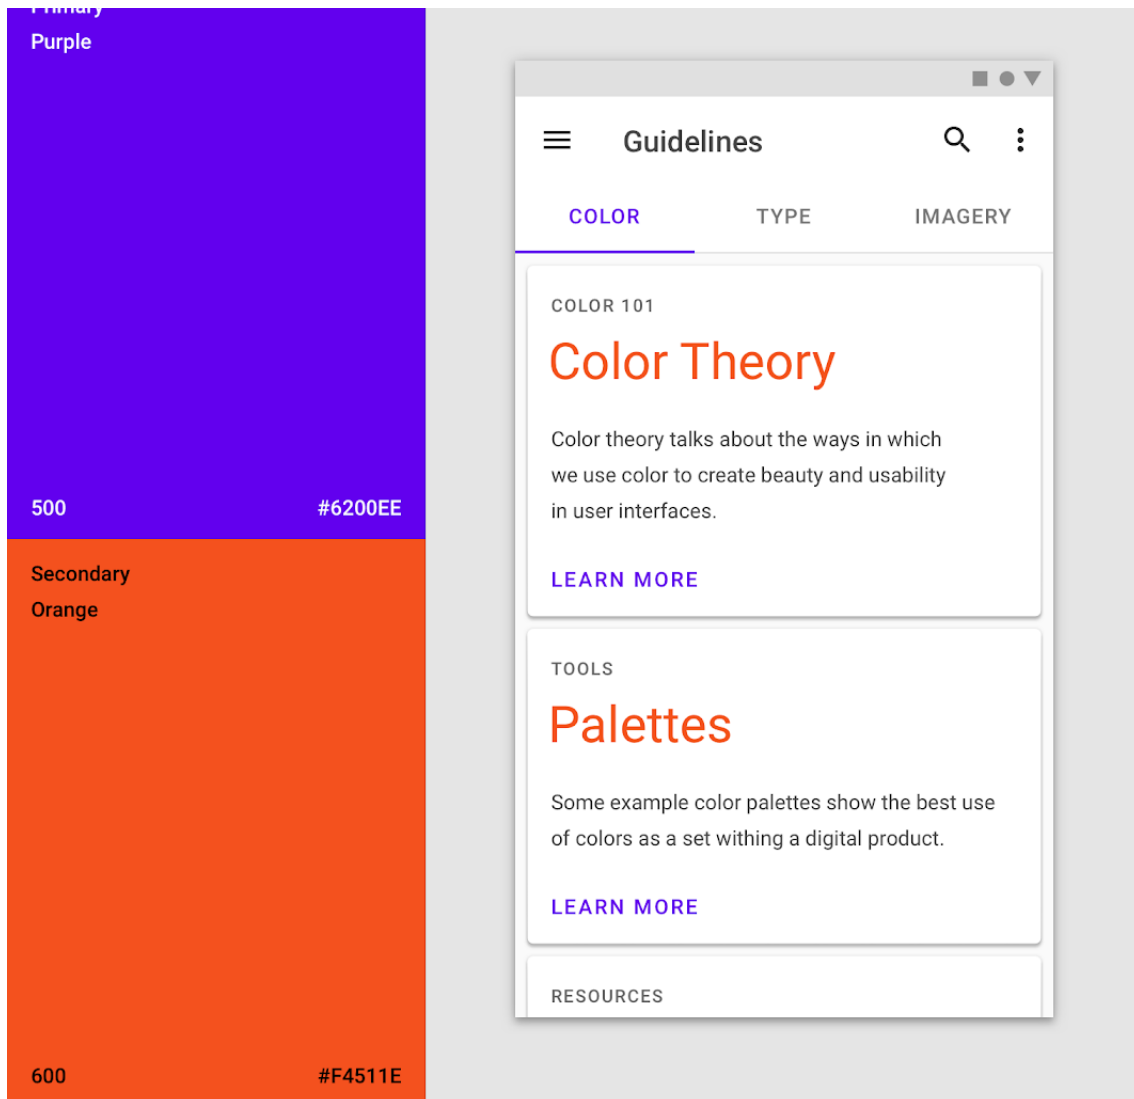 Primary
Purple
500
#6200EE
Secondary
Orange
600
#F4511E
Guidelines
COLOR
TYPE
IMAGERY
COLOR 101
Color Theory
Color theory talks about the ways in which
we use color to create beauty and usability
in user interfaces.
LEARN MORE
TOOLS
Palettes
Some example color palettes show the best use
of colors as a set withing a digital product.
LEARN MORE
RESOURCES